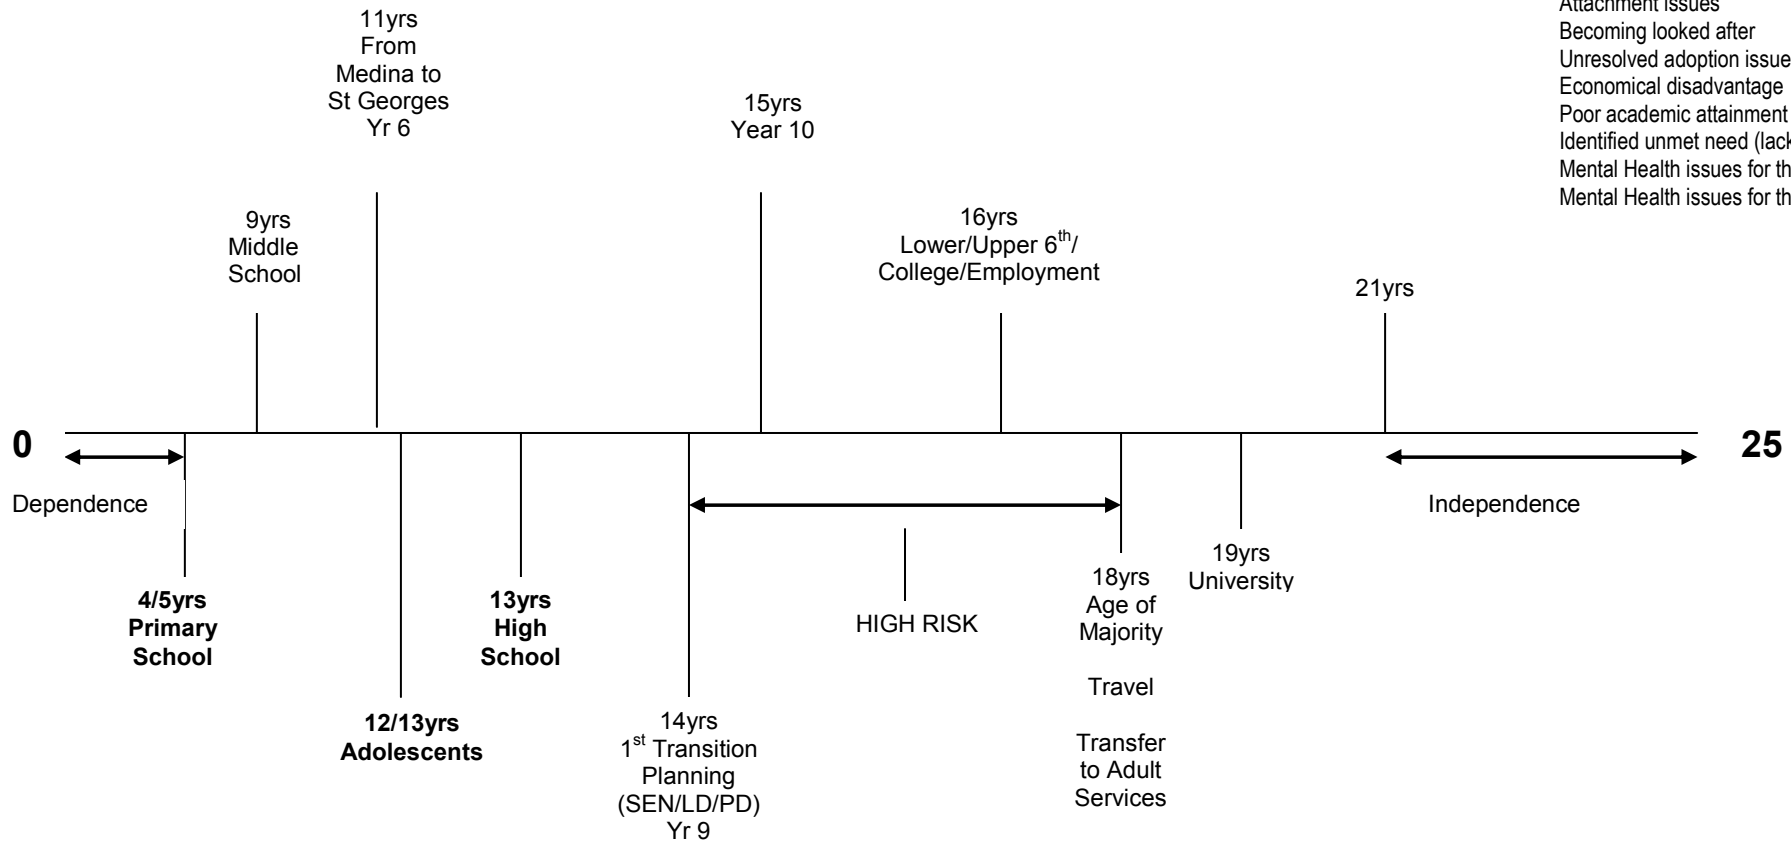 Attachment issues
Becoming looked after
Unresolved adoption issue
Economical disadvantage
Poor academic attainment
Identified unmet need (lack
Mental Health issues for th
Mental Health issues for th
11yrs
From
Medina to
St Georges
Yr 6
15yrs
Year 10
9yrs
Middle
School
16yrs
Lower/Upper 6th/
College/Employment
21yrs
0
25
Dependence
Independence
4/5yrs
Primary
School
12/13yrs
Adolescents
13yrs
High
School
14yrs
1st Transition
Planning
(SEN/LD/PD)
Yr 9
HIGH RISK
18yrs
Age of
Majority
Travel
Transfer
to Adult
Services
19yrs
University